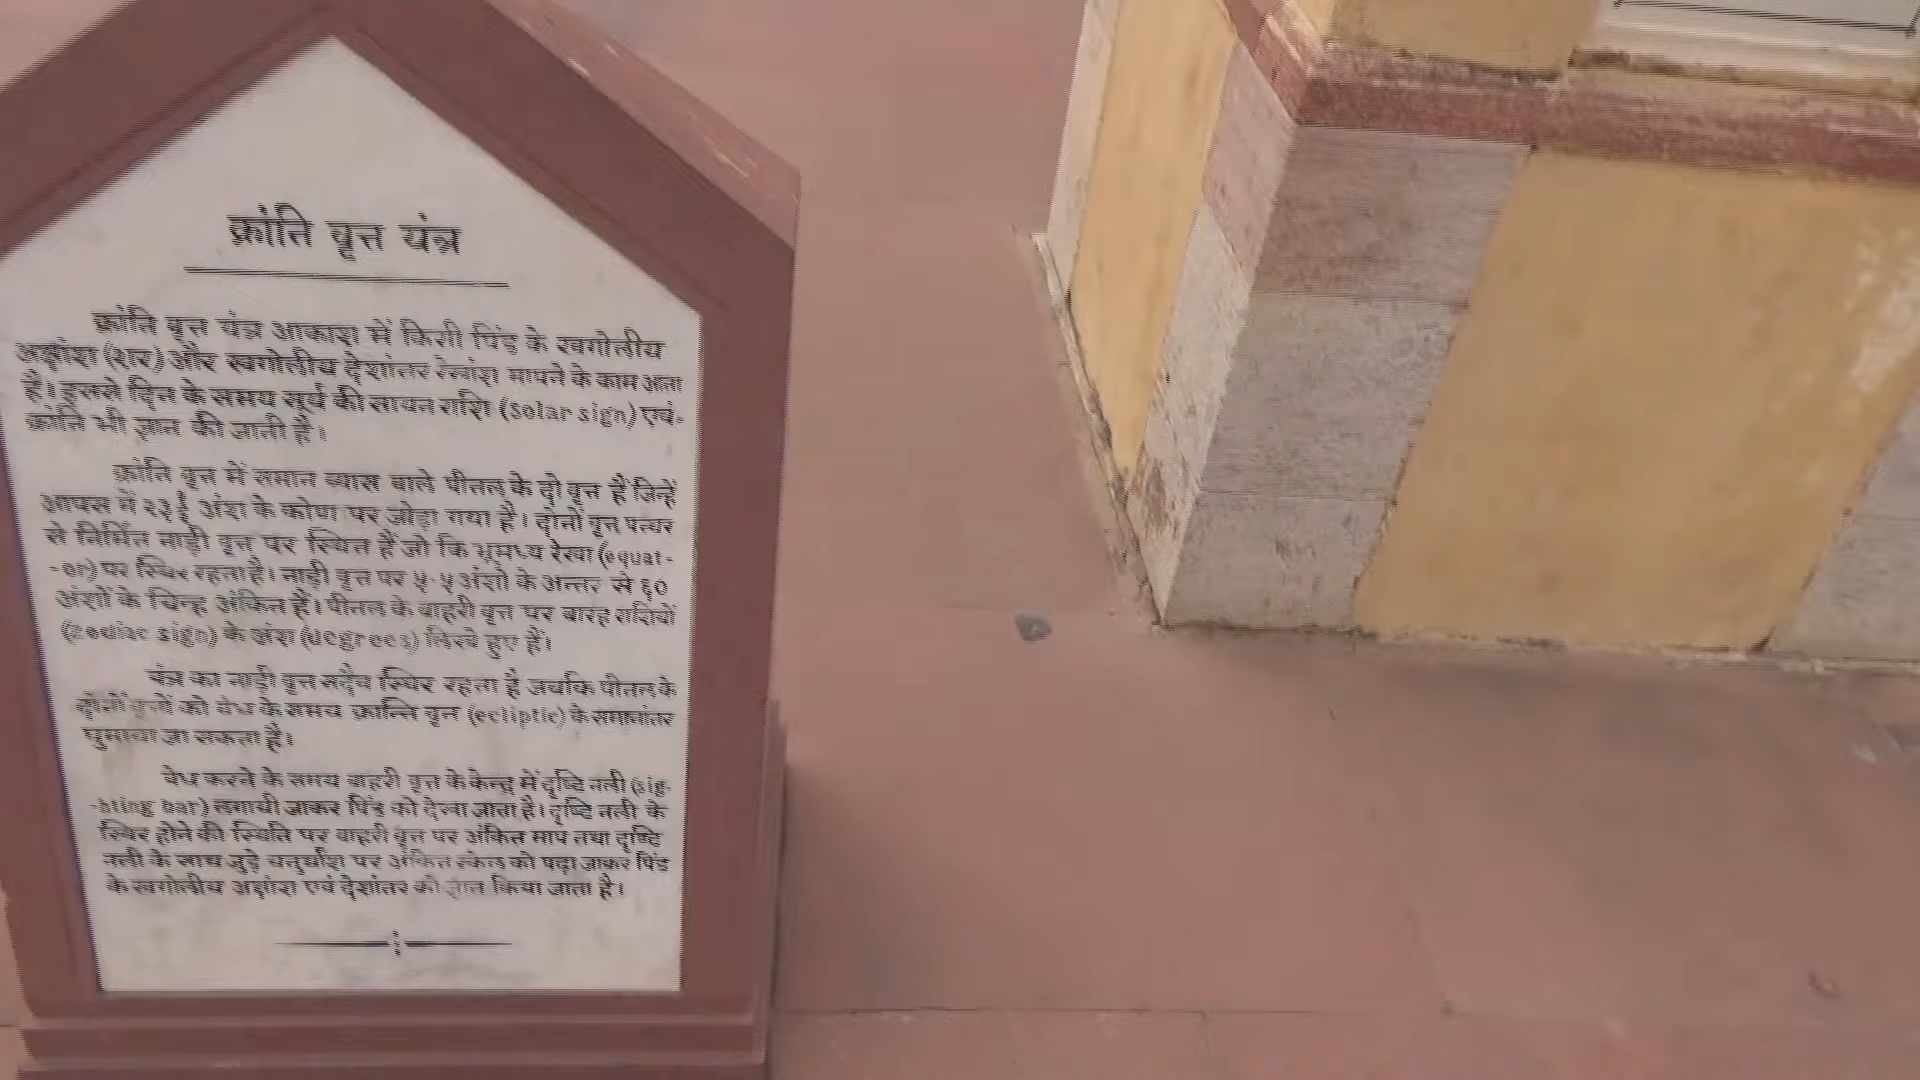 क्रांति वृत्त यंत्र
क्रांति वृत्त यंत्र आकाश में किसी पिंड के खगोलीय
अक्षांश (शर) और खगोलीय देशांतर रेखांश मापने के काम आता
है। इससे दिन के समय सूर्य की सायन राशि (Solar sign) एवं-
क्रांति भी ज्ञात की जाती है।
क्रांति वृत्त में समान व्यास वाले पीतल के दो वृत्त हैं जिन्हें
आपस में २३½ अंश के कोण पर जोड़ा गया है। दोनों वृत्त पत्थर
से निर्मित नाड़ी वृत्त पर स्थित हैं जो कि भूमध्य रेखा (equat-
-or) पर स्थिर रहता है। नाड़ी वृत्त पर ५-५ अंशों के अन्तर से ६०
अंशों के चिन्ह अंकित हैं। पीतल के बाहरी वृत्त पर बारह राशियों
(zodiac sign) के अंश (degrees) लिखे हुए हैं।
यंत्र का नाड़ी वृत्त सदैव स्थिर रहता है जबकि पीतल के
दोनों वृत्तों को वेध के समय क्रान्ति वृत्त (ecliptic) के समानांतर
घुमाया जा सकता है।
वेध करने के समय बाहरी वृत्त के केन्द्र में दृष्टि नली (sig-
-hting bar) लगायी जाकर पिंड को देखा जाता है। दृष्टि नली के
स्थिर होने की स्थिति पर बाहरी वृत्त पर अंकित माप तथा दृष्टि
नली के साथ जुड़े चतुर्थांश पर अंकित स्केल को पढ़ा जाकर पिंड
के खगोलीय अक्षांश एवं देशांतर को ज्ञात किया जाता है।